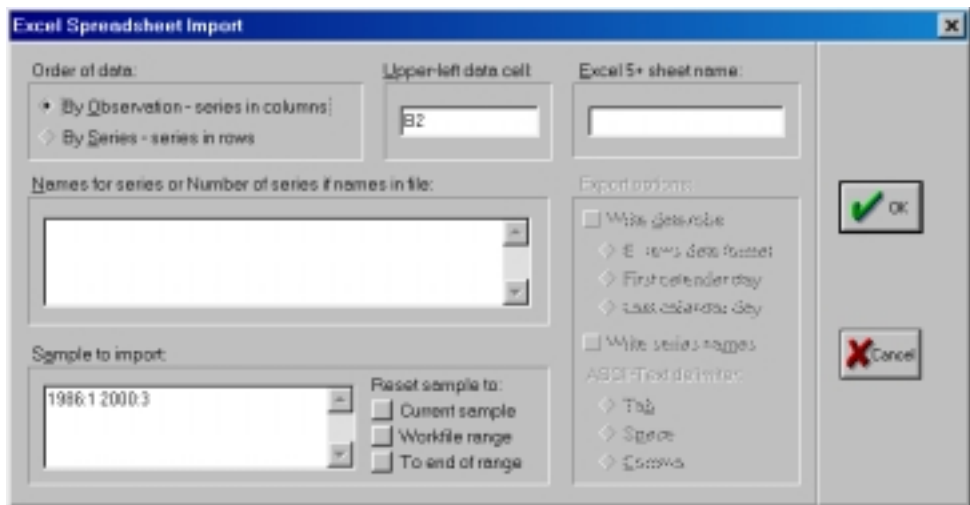 Excel Spreadsheet Import
Order of data:
By Observation - series in columns
By Series - series in rows
Upper-left data cell:
B2
Excel 5+ sheet name:
Names for series or Number of series if names in file:
Sample to import:
1986:1 2000:3
Reset sample to:
Current sample
Workfile range
To end of range
Export options:
Write date/obs
EViews date format
First calendar day
Last calendar day
Write series names
ASCII-Text delimiter:
Tab
Space
Comma
OK
Cancel